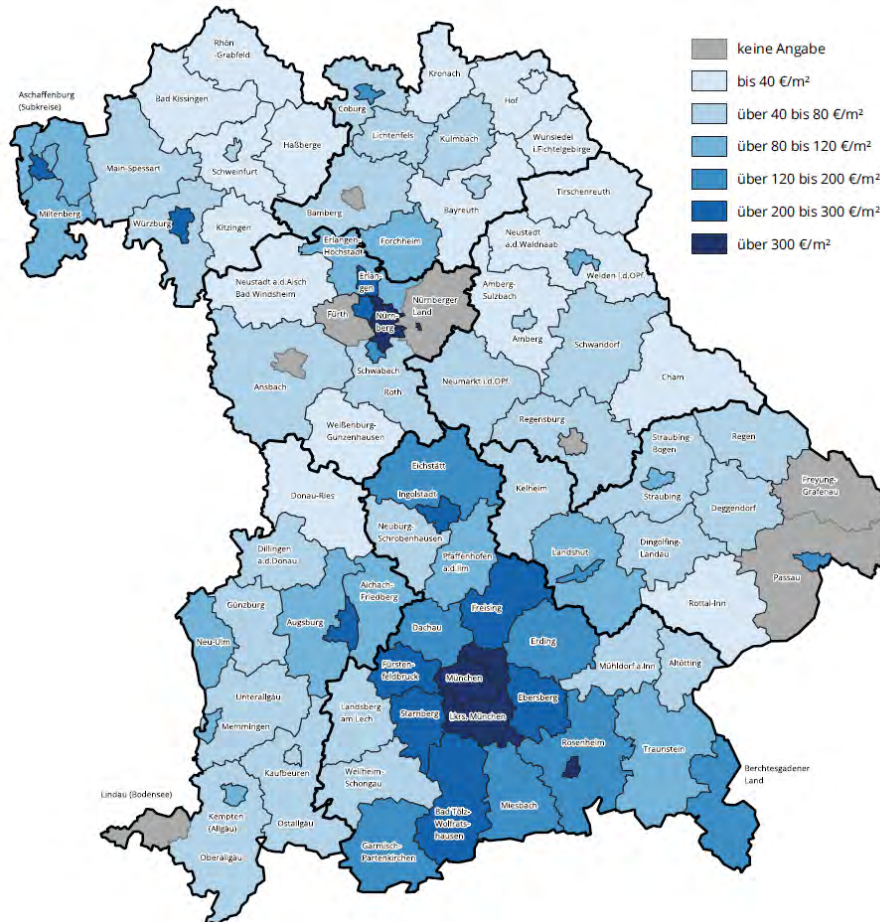 keine Angabe
bis 40 €/m²
über 40 bis 80 €/m²
über 80 bis 120 €/m²
über 120 bis 200 €/m²
über 200 bis 300 €/m²
über 300 €/m²
Rhön
-Grabfeld
Aschaffenburg
(Subkreise)
Bad Kissingen
Coburg
Kronach
Hof
Lichtenfels
Kulmbach
Haßberge
Wunsiedel
i.Fichtelgebirge
Main-Spessart
Schweinfurt
Tirschenreuth
Miltenberg
Würzburg
Kitzingen
Bamberg
Bayreuth
Neustadt
a.d.Waldnaab
Erlangen-
Höchstadt
Forchheim
Weiden i.d.OPf.
Neustadt a.d.Aisch
Bad Windsheim
Erlan-
gen
Amberg-
Sulzbach
Fürth
Nürn-
berg
Nürnberger
Land
Amberg
Schwandorf
Ansbach
Schwabach
Roth
Neumarkt i.d.OPf.
Cham
Weißenburg-
Gunzenhausen
Regensburg
Straubing-
Bogen
Regen
Eichstätt
Ingolstadt
Kelheim
Straubing
Freyung-
Grafenau
Donau-Ries
Neuburg-
Schrobenhausen
Deggendorf
Dillingen
a.d.Donau
Pfaffenhofen
a.d.Ilm
Landshut
Dingolfing-
Landau
Passau
Aichach-
Friedberg
Günzburg
Augsburg
Freising
Rottal-Inn
Neu-Ulm
Dachau
Erding
Mühldorf a.Inn
Altötting
Fürsten-
feldbruck
München
Unterallgäu
Landsberg
am Lech
Starnberg
Lkrs. München
Ebersberg
Memmingen
Rosenheim
Traunstein
Kaufbeuren
Weilheim-
Schongau
Berchtesgadener
Land
Lindau (Bodensee)
Kempten
(Allgäu)
Ostallgäu
Bad Tölz-
Wolfrats-
hausen
Miesbach
Garmisch-
Partenkirchen
Oberallgäu